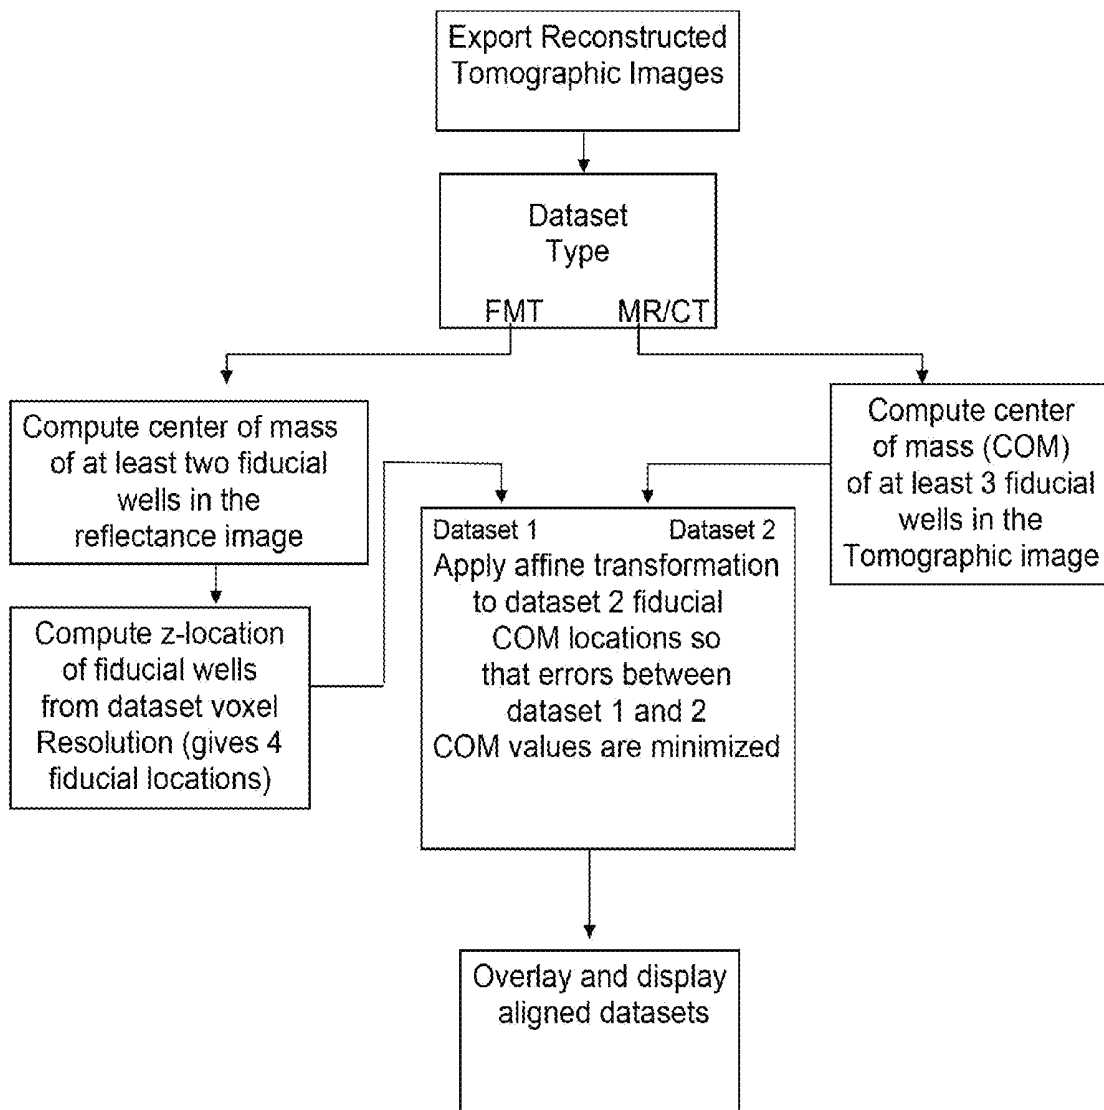 Export Reconstructed
Tomographic Images
Dataset
Type
FMT MR/CT
Compute center of mass
of at least two fiducial
wells in the
reflectance image
Compute center
of mass (COM)
of at least 3 fiducial
wells in the
Tomographic image
Compute z-location
of fiducial wells
from dataset voxel
Resolution (gives 4
fiducial locations)
Dataset 1 Dataset 2
Apply affine transformation
to dataset 2 fiducial
COM locations so
that errors between
dataset 1 and 2
COM values are minimized
Overlay and display
aligned datasets